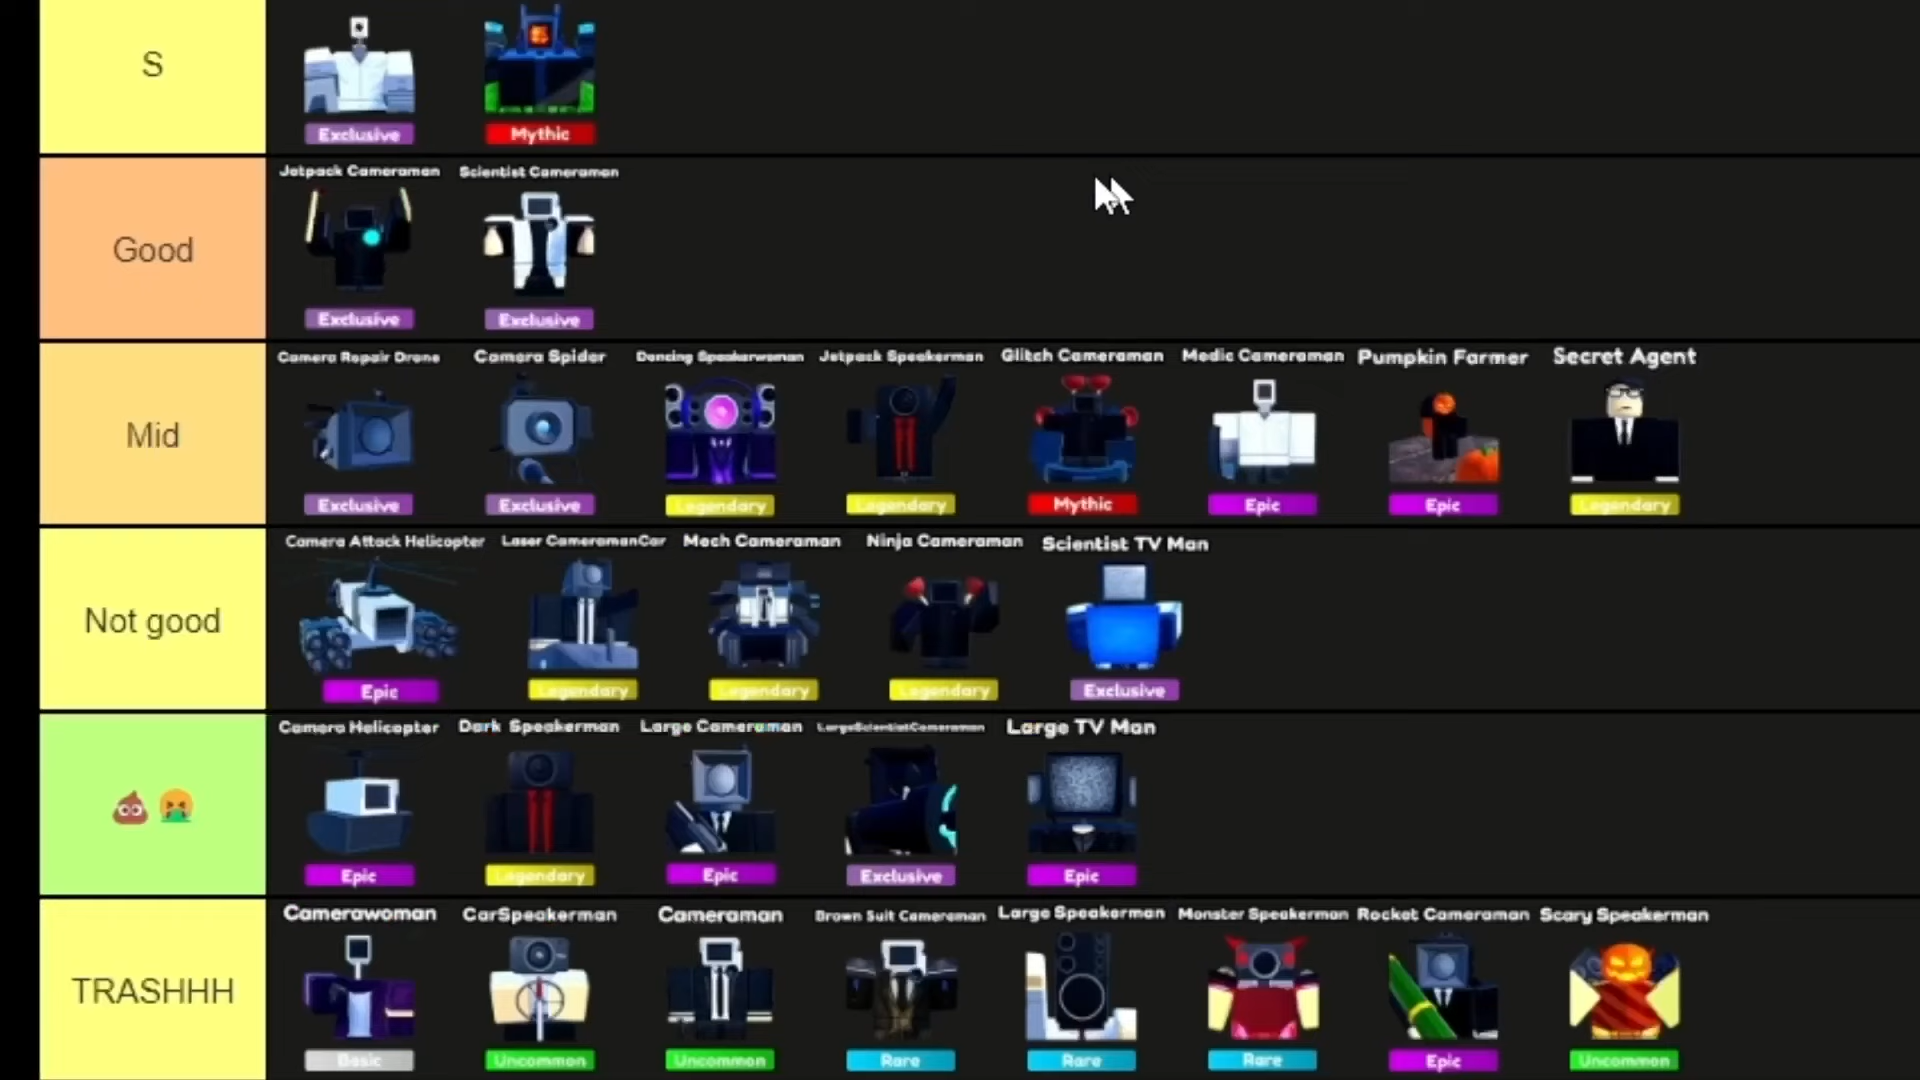 S
Exclusive Mythic
Jetpack Cameraman Scientist Cameraman
Good
Exclusive Exclusive
Camera Repair Drone Camera Spider Dancing Speakerwoman Jetpack Speakerman Glitch Cameraman Medic Cameraman Pumpkin Farmer Secret Agent
Mid
Exclusive Exclusive Legendary Legendary Mythic Epic Epic Legendary
Camera Attack Helicopter Laser CameramanCar Mech Cameraman Ninja Cameraman Scientist TV Man
Not good
Epic Legendary Legendary Legendary Exclusive
Camera Helicopter Dark Speakerman Large Cameraman LargeScientistCameraman Large TV Man
💩 🤮
Epic Legendary Epic Exclusive Epic
Camerawoman CarSpeakerman Cameraman Brown Suit Cameraman Large Speakerman Monster Speakerman Rocket Cameraman Scary Speakerman
TRASHHH
Basic Uncommon Uncommon Rare Rare Rare Epic Uncommon